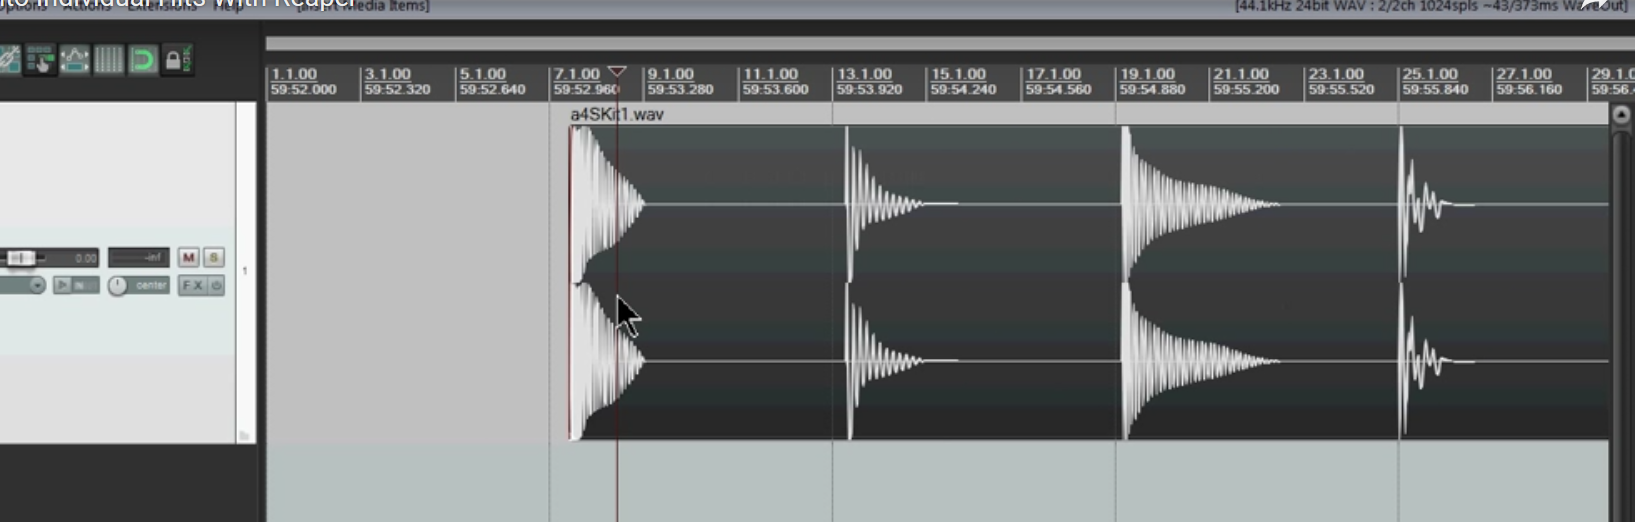 to Individual Hits With Reaper
Options Actions Extensions Help [Insert Media Items] [44.1kHz 24bit WAV : 2/2ch 1024spls ~43/373ms WaveOut]
1.1.00 3.1.00 5.1.00 7.1.00 9.1.00 11.1.00 13.1.00 15.1.00 17.1.00 19.1.00 21.1.00 23.1.00 25.1.00 27.1.00 29.1.0
59:52.000 59:52.320 59:52.640 59:52.960 59:53.280 59:53.600 59:53.920 59:54.240 59:54.560 59:54.880 59:55.200 59:55.520 59:55.840 59:56.160 59:56.
a4SKit1.wav
0.00 -inf M S
1
IN center FX